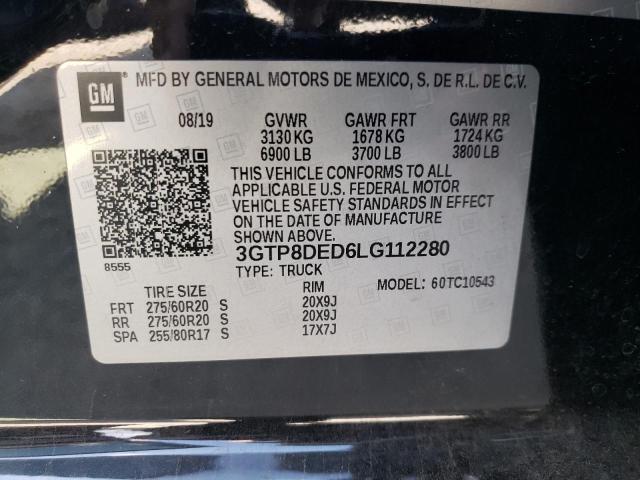 GM
MFD BY GENERAL MOTORS DE MEXICO, S. DE R.L. DE C.V.
08/19 GVWR GAWR FRT GAWR RR
3130 KG 1678 KG 1724 KG
6900 LB 3700 LB 3800 LB
THIS VEHICLE CONFORMS TO ALL
APPLICABLE U.S. FEDERAL MOTOR
VEHICLE SAFETY STANDARDS IN EFFECT
ON THE DATE OF MANUFACTURE
SHOWN ABOVE.
8555
3GTP8DED6LG112280
TYPE: TRUCK MODEL: 60TC10543
TIRE SIZE RIM
FRT 275/60R20 S 20X9J
RR 275/60R20 S 20X9J
SPA 255/80R17 S 17X7J